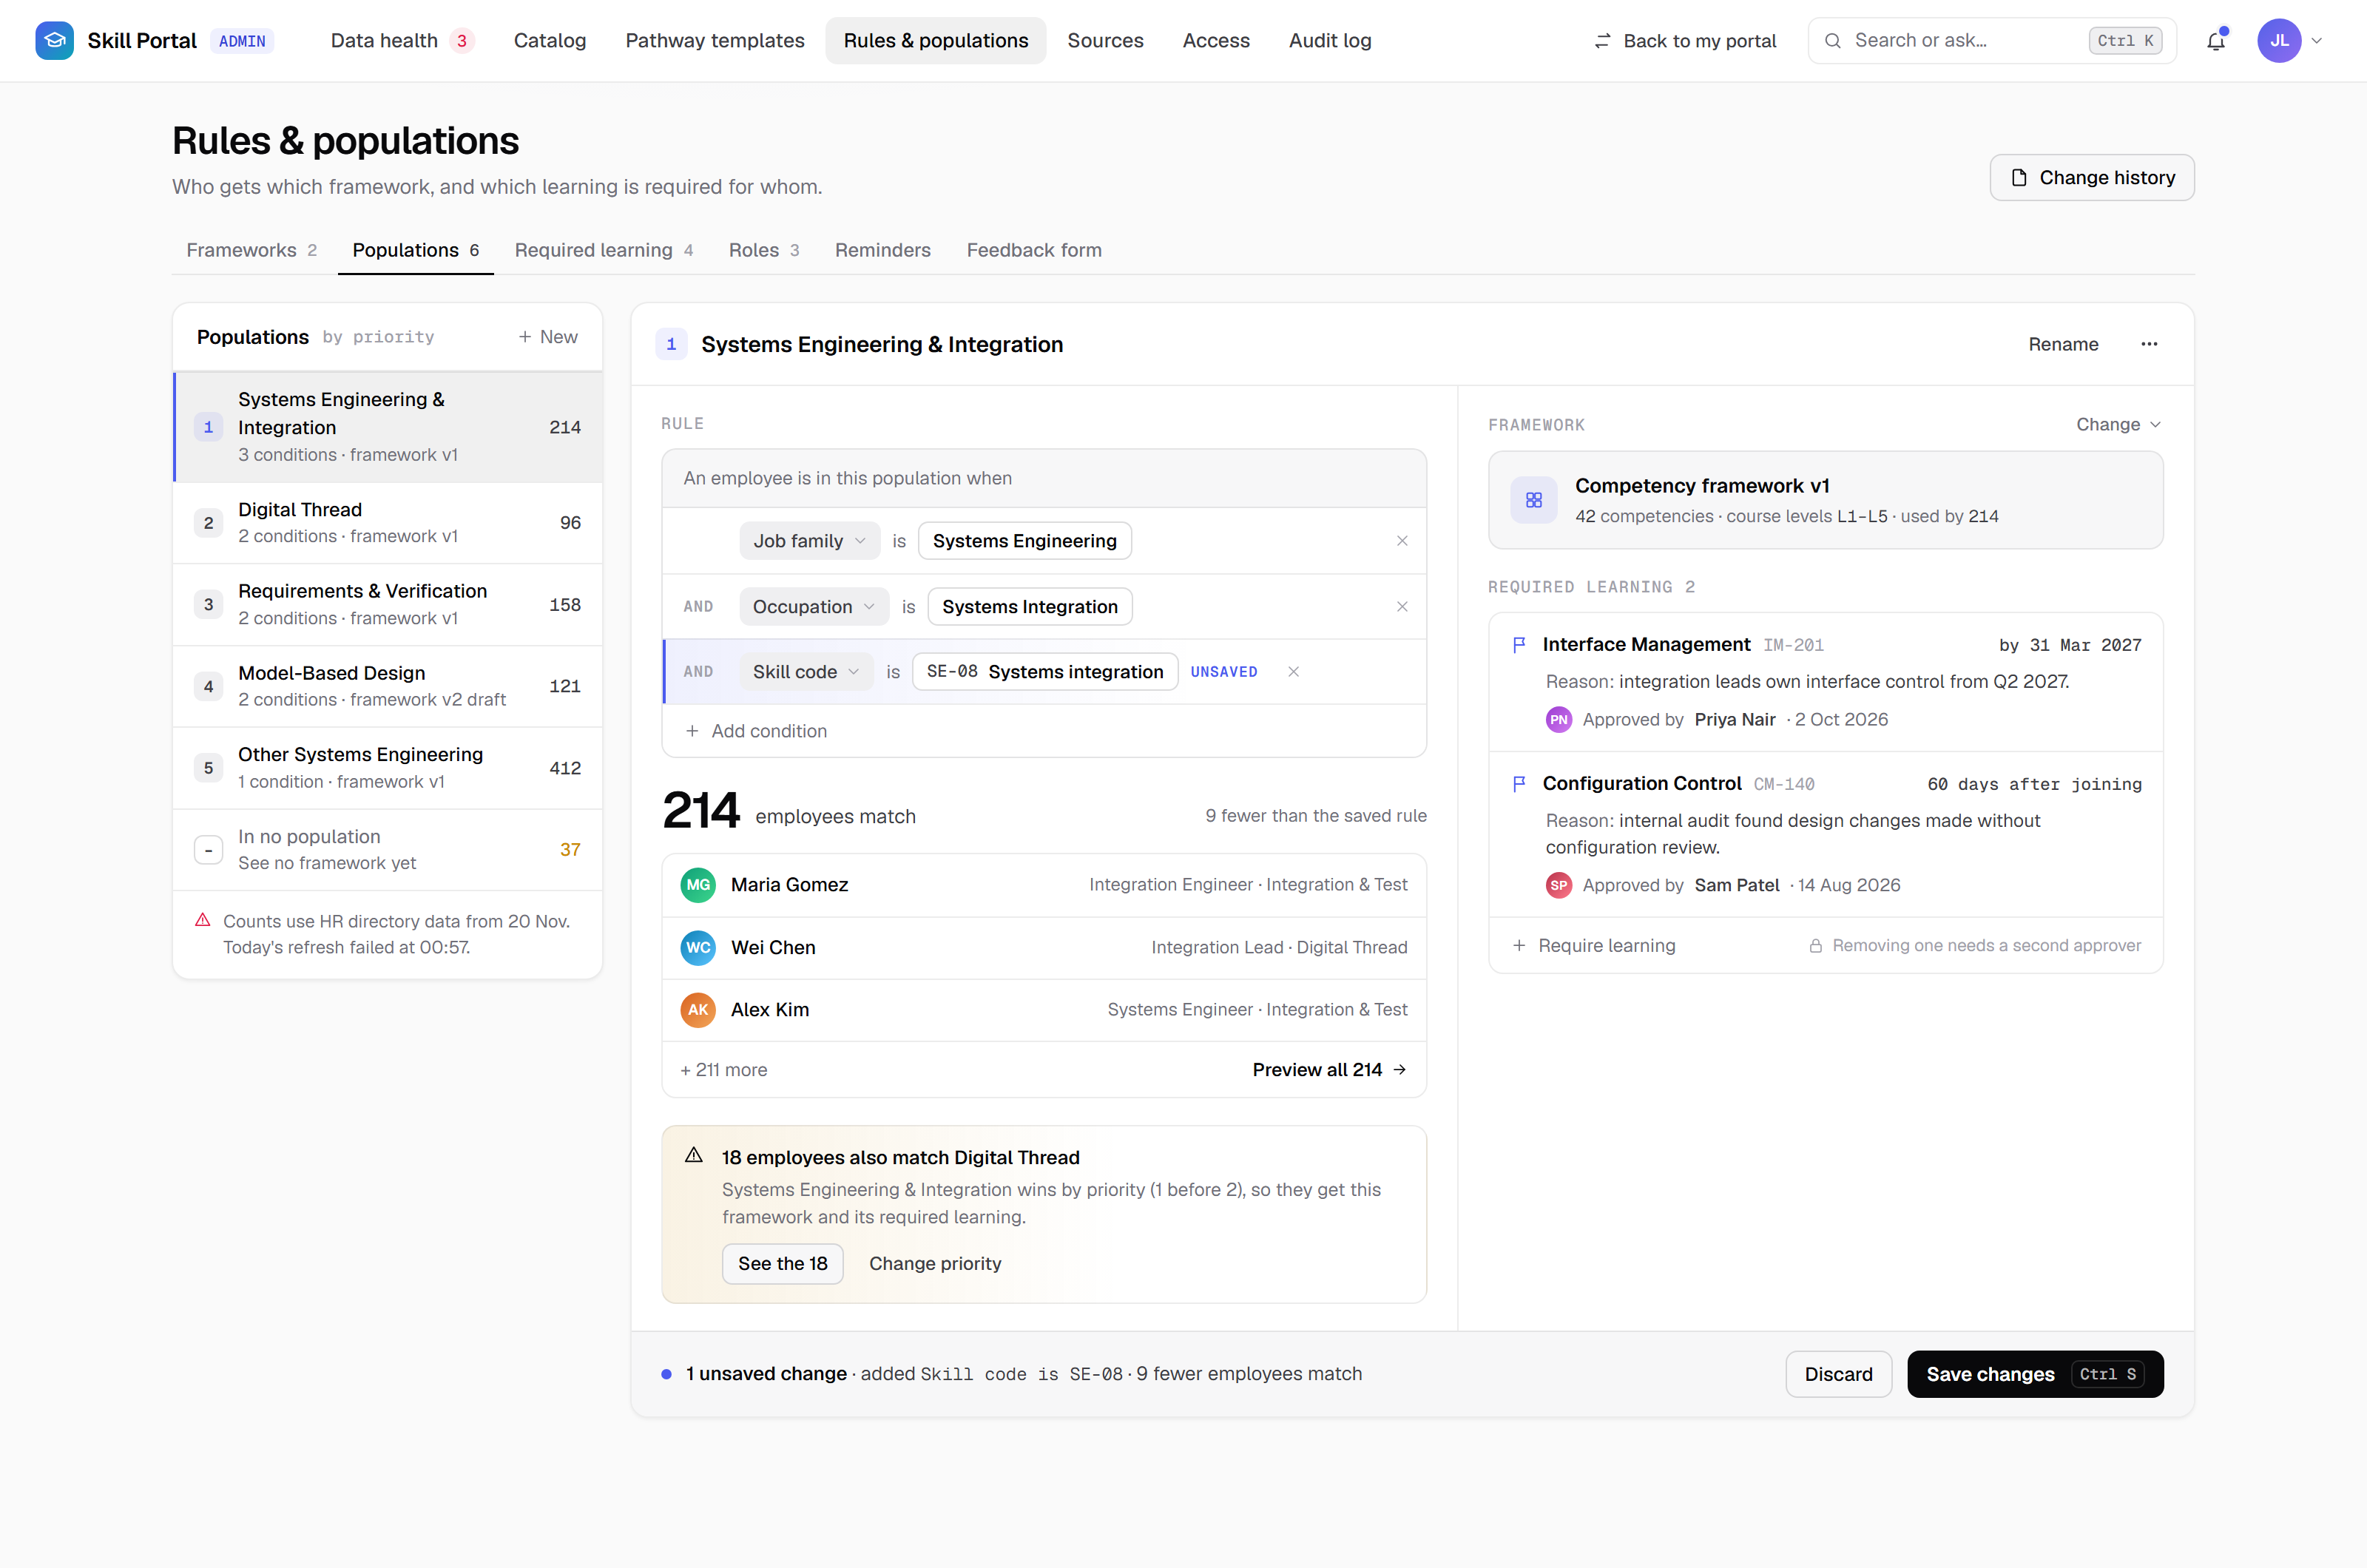 Skill Portal ADMIN Data health 3 Catalog Pathway templates Rules & populations Sources Access Audit log Back to my portal Search or ask... Ctrl K JL
Rules & populations
Who gets which framework, and which learning is required for whom.
Change history
Frameworks 2 Populations 6 Required learning 4 Roles 3 Reminders Feedback form
Populations by priority + New
1 Systems Engineering & Integration 214
3 conditions · framework v1
2 Digital Thread 96
2 conditions · framework v1
3 Requirements & Verification 158
2 conditions · framework v1
4 Model-Based Design 121
2 conditions · framework v2 draft
5 Other Systems Engineering 412
1 condition · framework v1
– In no population 37
See no framework yet
Counts use HR directory data from 20 Nov.
Today's refresh failed at 00:57.
1 Systems Engineering & Integration Rename ...
RULE
An employee is in this population when
Job family is Systems Engineering
AND Occupation is Systems Integration
AND Skill code is SE-08 Systems integration UNSAVED
+ Add condition
214 employees match 9 fewer than the saved rule
MG Maria Gomez Integration Engineer · Integration & Test
WC Wei Chen Integration Lead · Digital Thread
AK Alex Kim Systems Engineer · Integration & Test
+ 211 more Preview all 214 →
18 employees also match Digital Thread
Systems Engineering & Integration wins by priority (1 before 2), so they get this
framework and its required learning.
See the 18 Change priority
FRAMEWORK Change
Competency framework v1
42 competencies · course levels L1–L5 · used by 214
REQUIRED LEARNING 2
Interface Management IM-201 by 31 Mar 2027
Reason: integration leads own interface control from Q2 2027.
PN Approved by Priya Nair · 2 Oct 2026
Configuration Control CM-140 60 days after joining
Reason: internal audit found design changes made without
configuration review.
SP Approved by Sam Patel · 14 Aug 2026
+ Require learning Removing one needs a second approver
1 unsaved change · added Skill code is SE-08 · 9 fewer employees match Discard Save changes Ctrl S